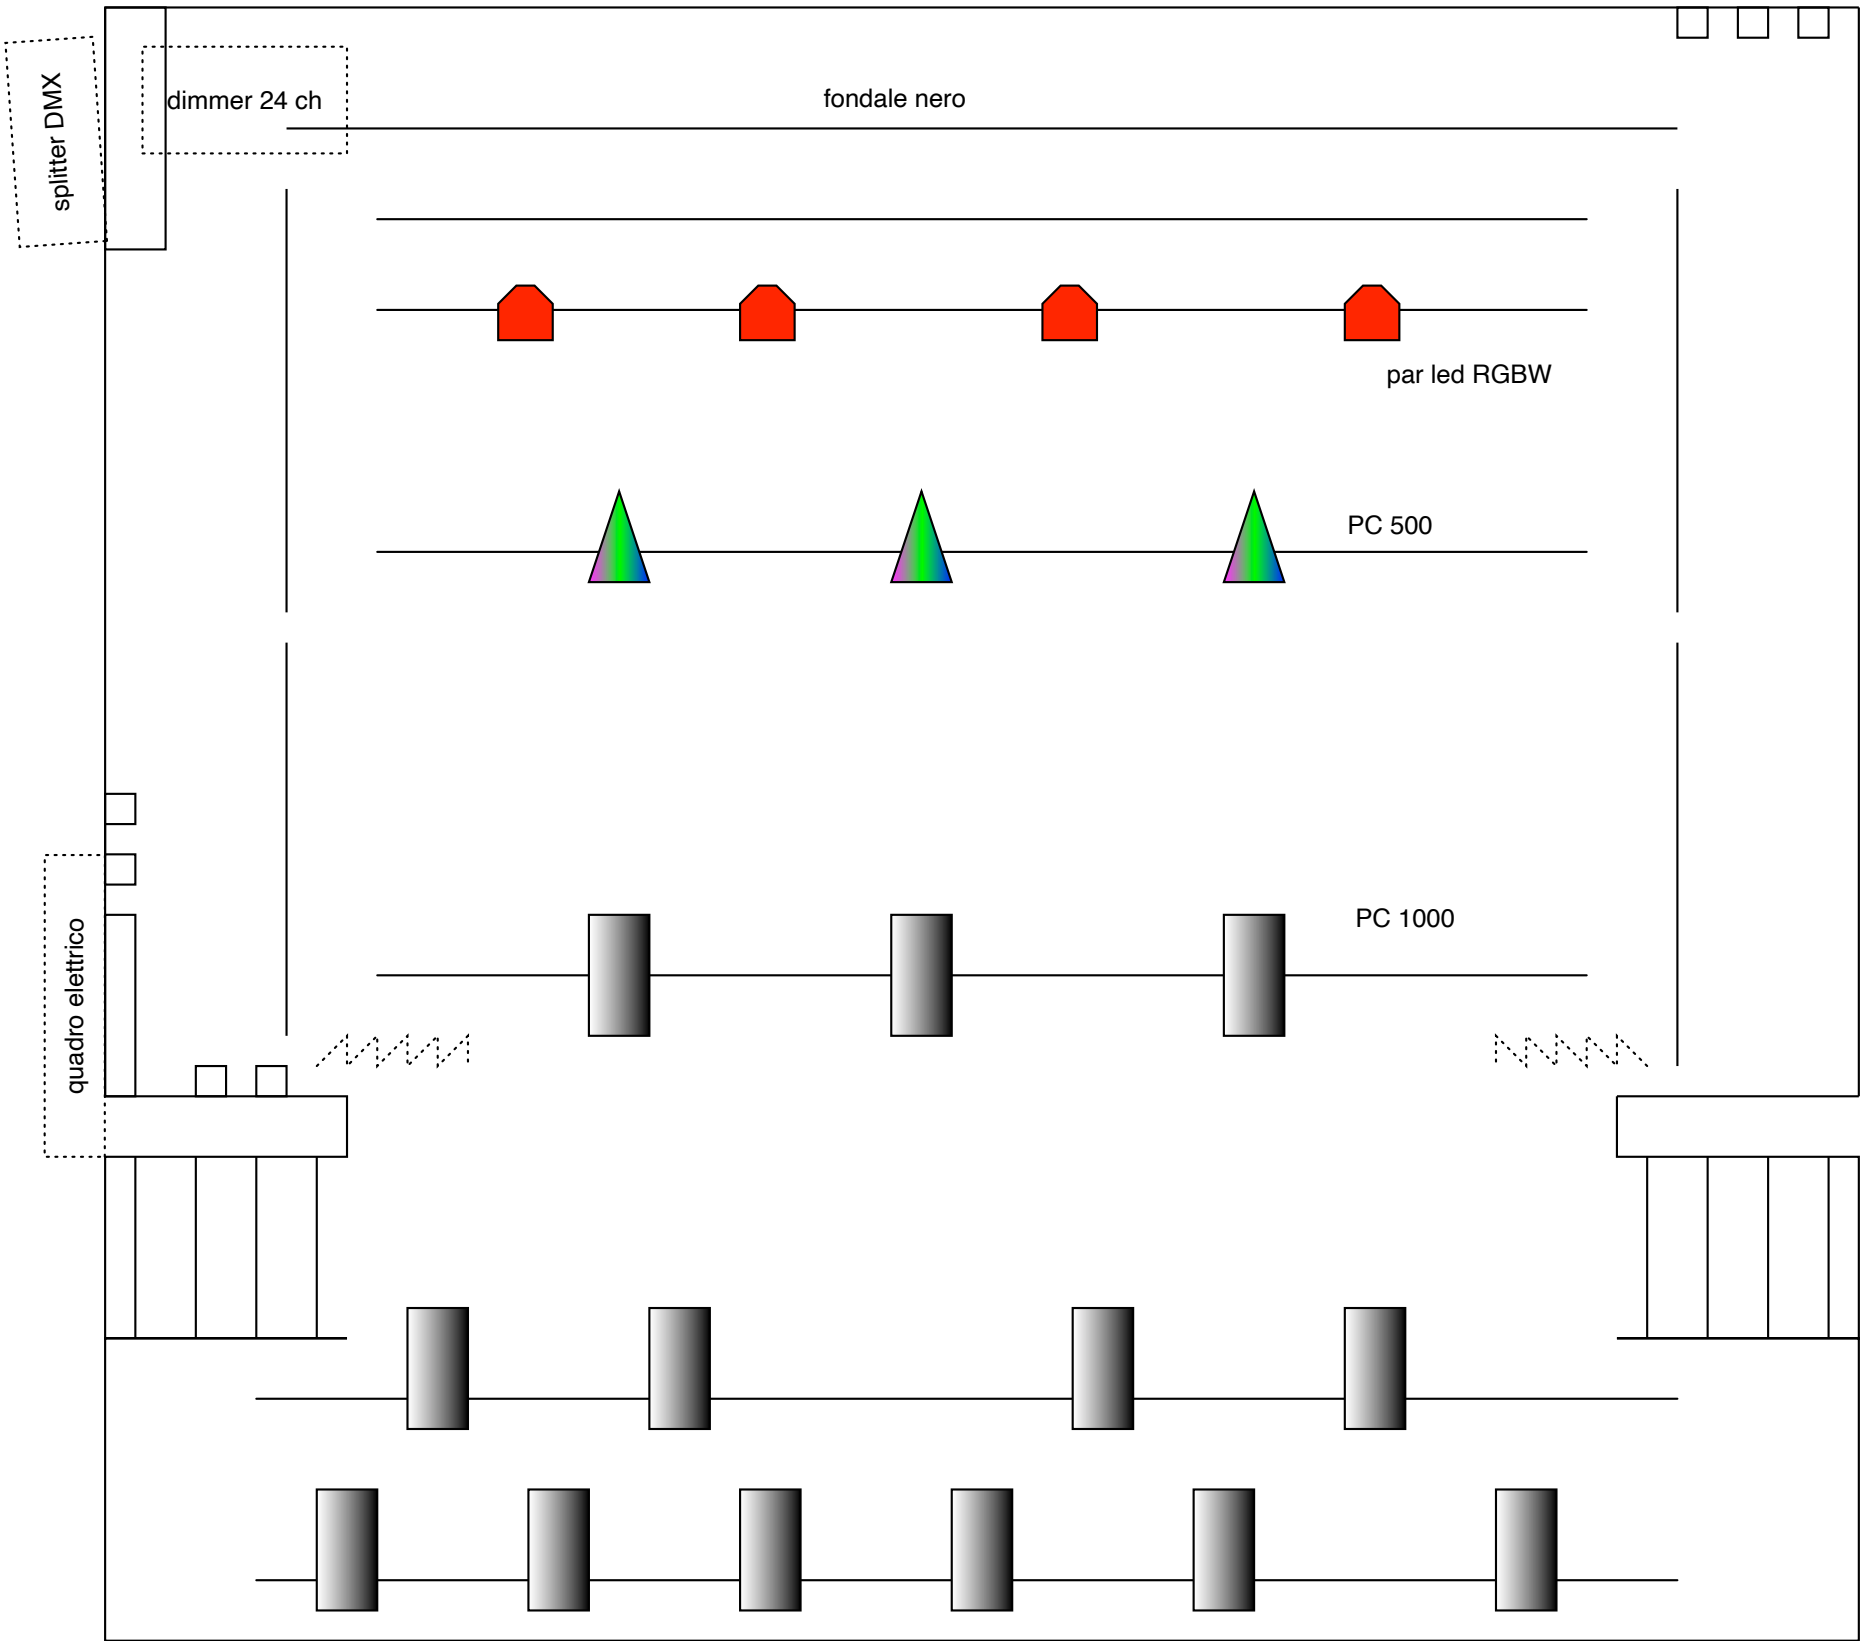 splitter DMX
dimmer 24 ch
fondale nero
par led RGBW
PC 500
PC 1000
quadro elettrico